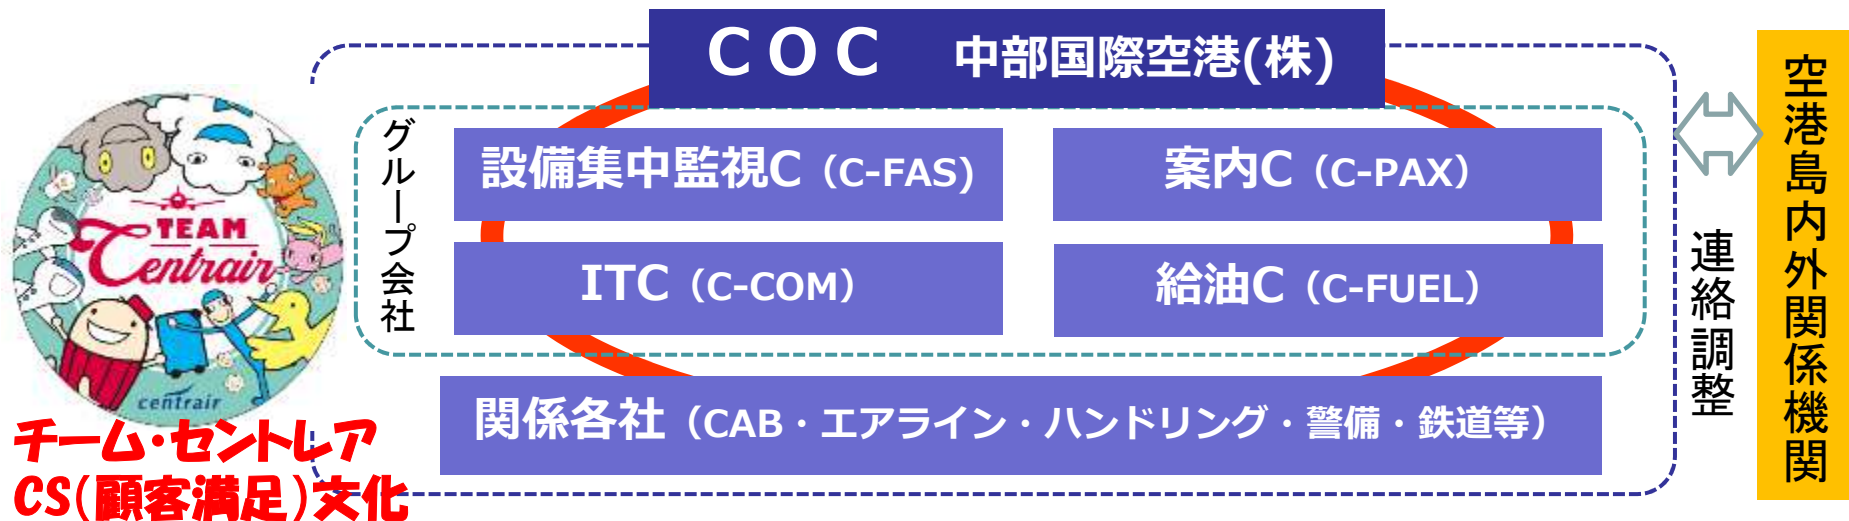 COC 中部国際空港(株)
グループ会社
設備集中監視C（C-FAS)
案内C（C-PAX）
ITC（C-COM）
給油C（C-FUEL）
関係各社（CAB・エアライン・ハンドリング・警備・鉄道等）
連絡調整
空港島内外関係機関
TEAM
Centrair
centrair
チーム・セントレア
CS(顧客満足)文化